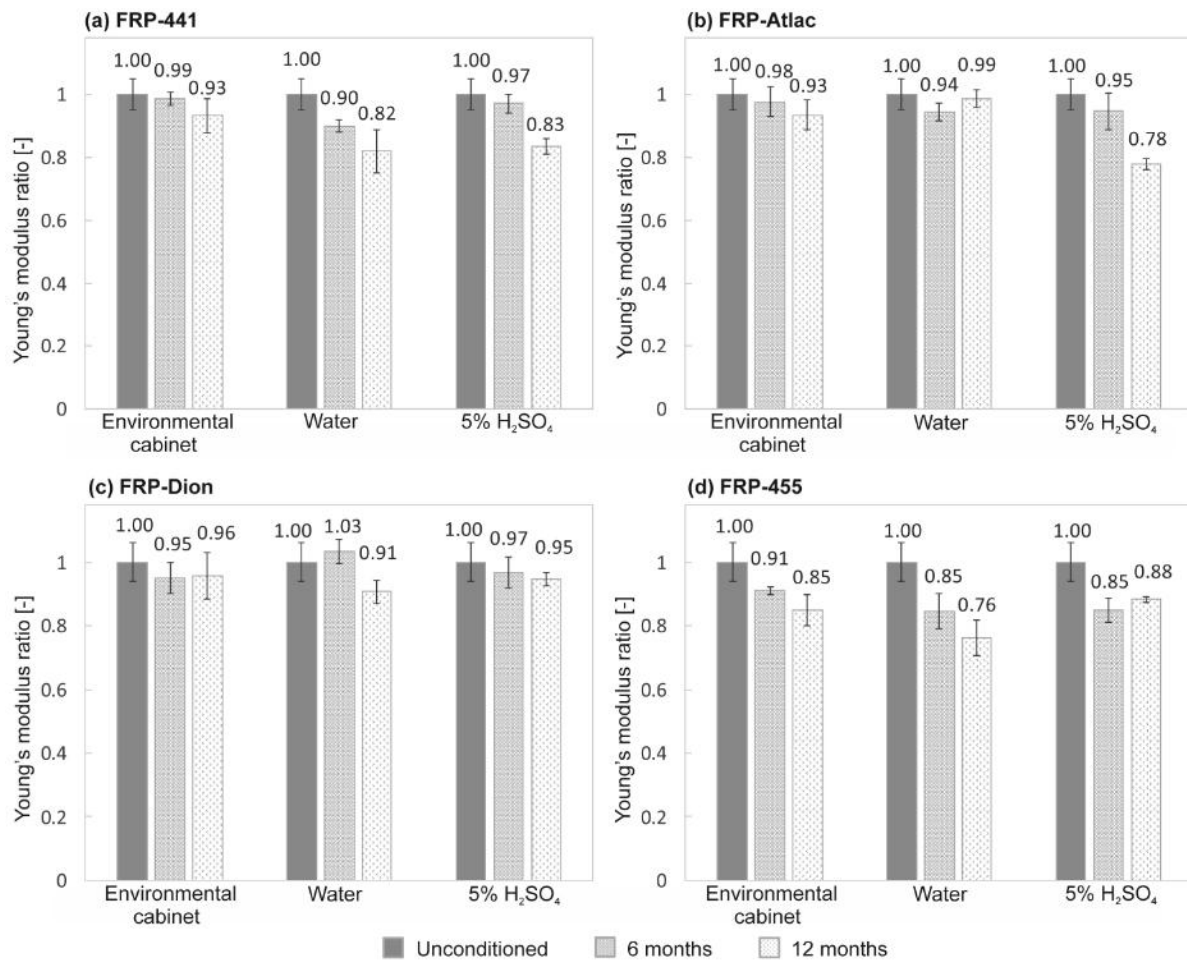 (a) FRP-441
Young's modulus ratio [-]
1.00 0.99 0.93 1.00 0.90 0.82 1.00 0.97 0.83
1
0.8
0.6
0.4
0.2
0
Environmental cabinet Water 5% H₂SO₄
(b) FRP-Atlac
Young's modulus ratio [-]
1.00 0.98 0.93 1.00 0.94 0.99 1.00 0.95 0.78
1
0.8
0.6
0.4
0.2
0
Environmental cabinet Water 5% H₂SO₄
(c) FRP-Dion
Young's modulus ratio [-]
1.00 0.95 0.96 1.00 1.03 0.91 1.00 0.97 0.95
1
0.8
0.6
0.4
0.2
0
Environmental cabinet Water 5% H₂SO₄
(d) FRP-455
Young's modulus ratio [-]
1.00 0.91 0.85 1.00 0.85 0.76 1.00 0.85 0.88
1
0.8
0.6
0.4
0.2
0
Environmental cabinet Water 5% H₂SO₄
Unconditioned 6 months 12 months